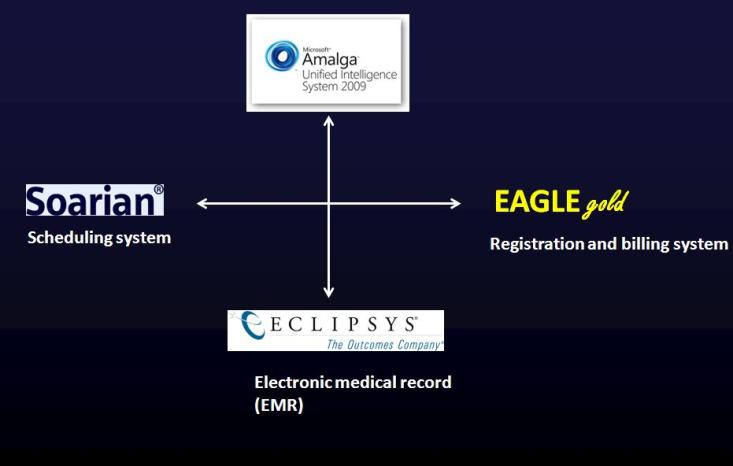 Microsoft®
Amalga™
Unified Intelligence
System 2009
Soarian®
Scheduling system
EAGLE gold
Registration and billing system
ECLIPSYS®
The Outcomes Company®
Electronic medical record
(EMR)